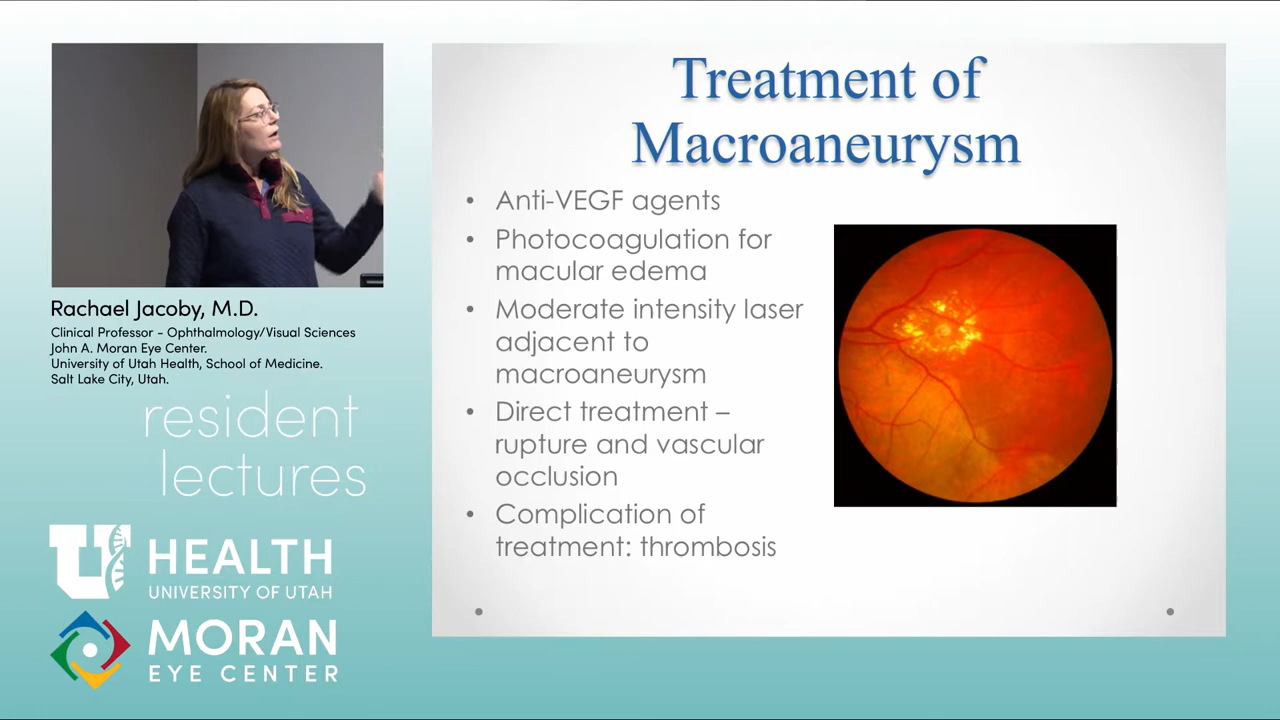 Treatment of
Macroaneurysm
• Anti-VEGF agents
• Photocoagulation for
macular edema
• Moderate intensity laser
adjacent to
macroaneurysm
• Direct treatment –
rupture and vascular
occlusion
• Complication of
treatment: thrombosis
Rachael Jacoby, M.D.
Clinical Professor - Ophthalmology/Visual Sciences
John A. Moran Eye Center.
University of Utah Health, School of Medicine.
Salt Lake City, Utah.
resident
lectures
U HEALTH
UNIVERSITY OF UTAH
MORAN
EYE CENTER